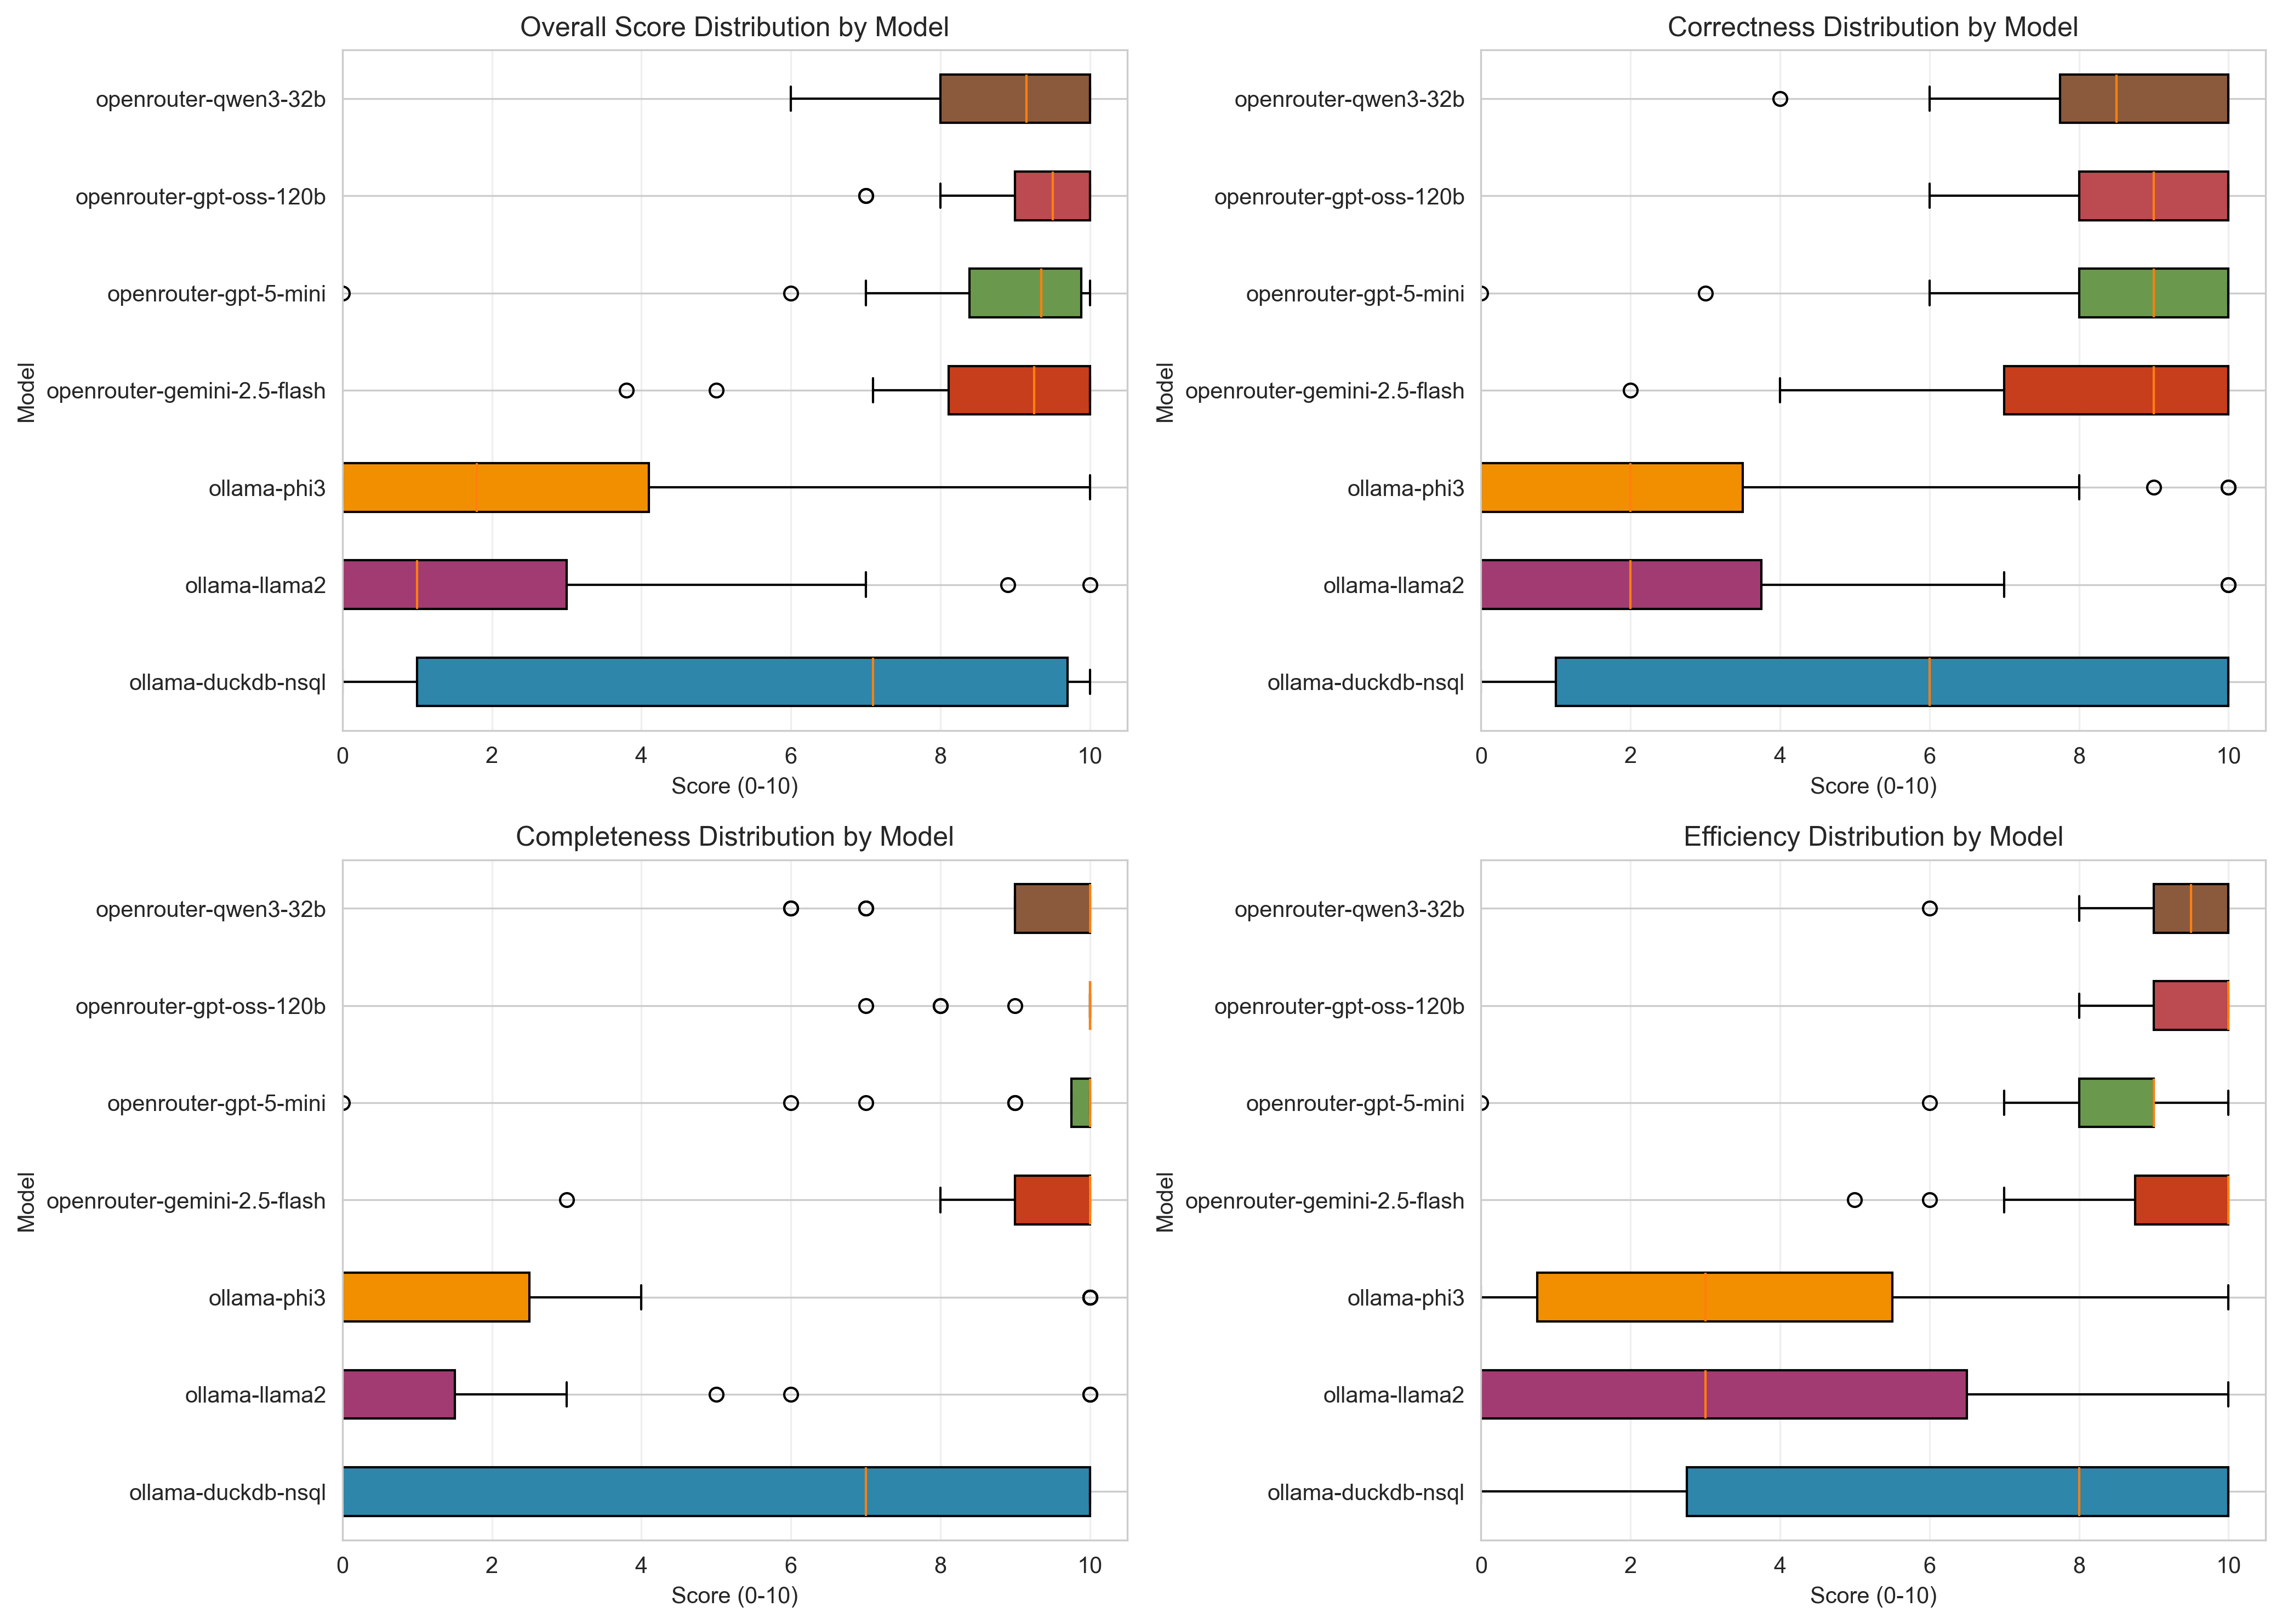 Overall Score Distribution by Model
openrouter-qwen3-32b
openrouter-gpt-oss-120b
openrouter-gpt-5-mini
openrouter-gemini-2.5-flash
ollama-phi3
ollama-llama2
ollama-duckdb-nsql
Model
0 2 4 6 8 10
Score (0-10)
Correctness Distribution by Model
openrouter-qwen3-32b
openrouter-gpt-oss-120b
openrouter-gpt-5-mini
openrouter-gemini-2.5-flash
ollama-phi3
ollama-llama2
ollama-duckdb-nsql
Model
0 2 4 6 8 10
Score (0-10)
Completeness Distribution by Model
openrouter-qwen3-32b
openrouter-gpt-oss-120b
openrouter-gpt-5-mini
openrouter-gemini-2.5-flash
ollama-phi3
ollama-llama2
ollama-duckdb-nsql
Model
0 2 4 6 8 10
Score (0-10)
Efficiency Distribution by Model
openrouter-qwen3-32b
openrouter-gpt-oss-120b
openrouter-gpt-5-mini
openrouter-gemini-2.5-flash
ollama-phi3
ollama-llama2
ollama-duckdb-nsql
Model
0 2 4 6 8 10
Score (0-10)